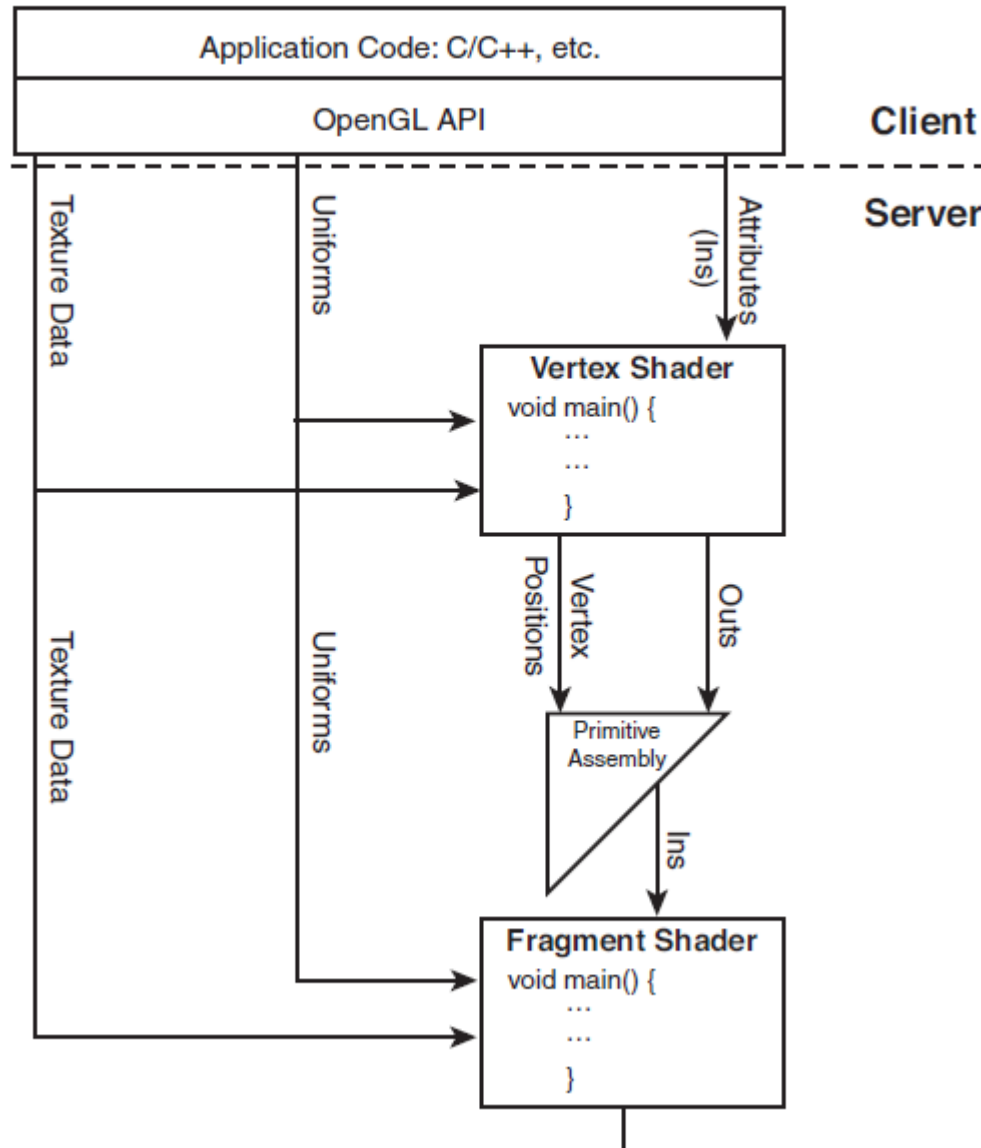 Application Code: C/C++, etc.
OpenGL API
Client
Server
Texture Data
Uniforms
Attributes
(Ins)
Vertex Shader
void main() {
...
...
}
Vertex
Positions
Outs
Texture Data
Uniforms
Primitive
Assembly
Ins
Fragment Shader
void main() {
...
...
}